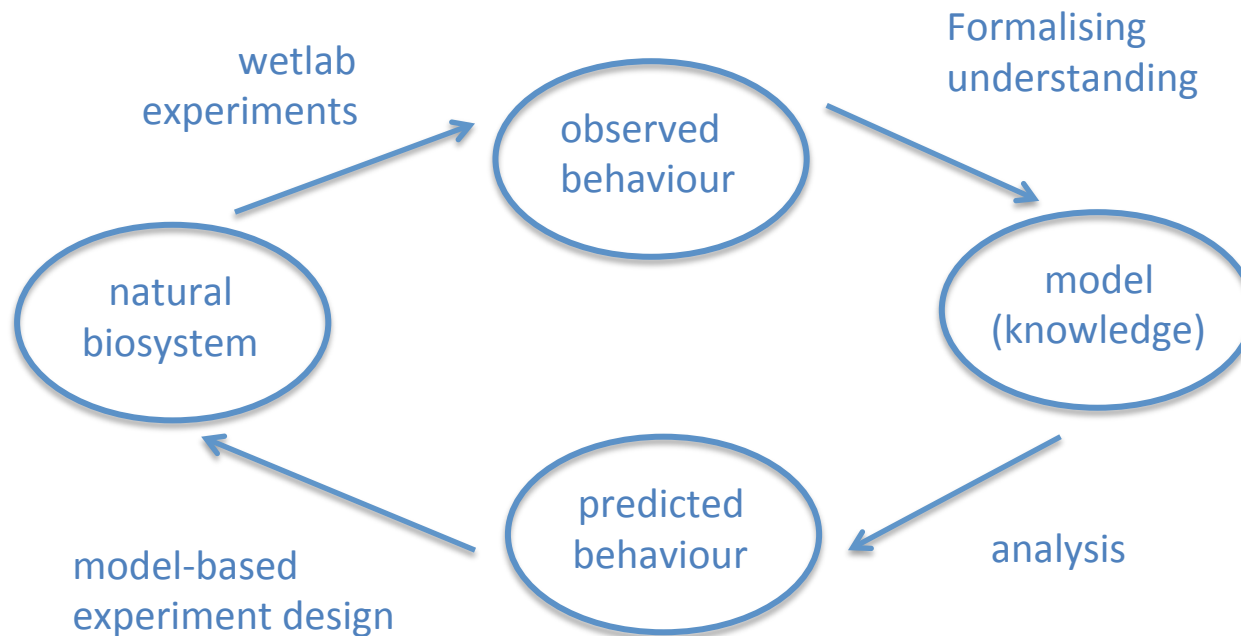 wetlab
experiments
observed
behaviour
Formalising
understanding
natural
biosystem
model
(knowledge)
predicted
behaviour
model-based
experiment design
analysis